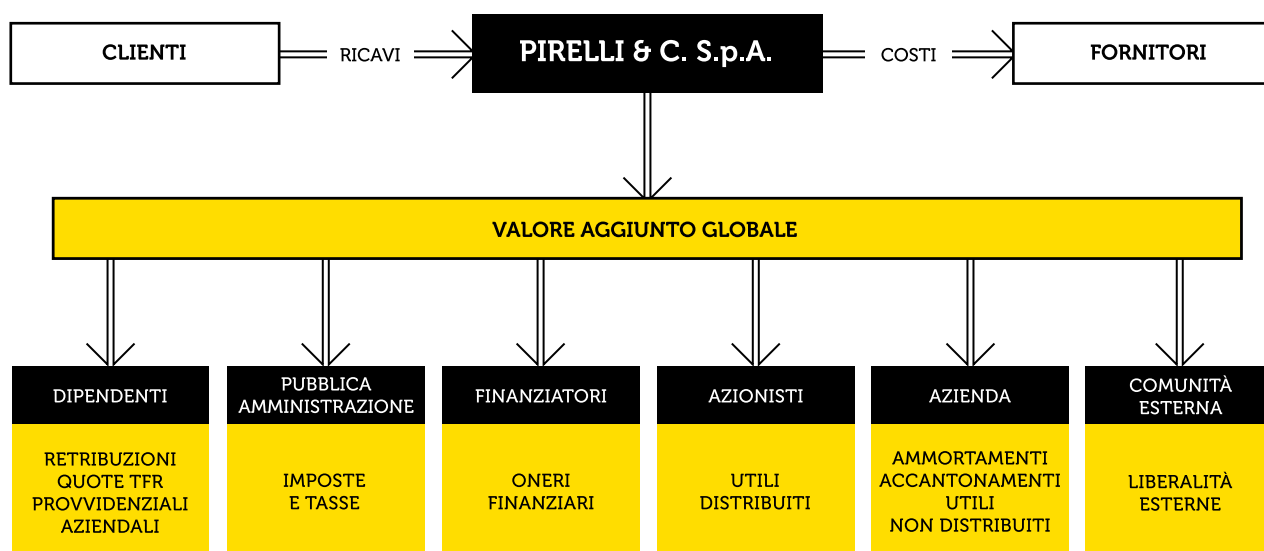 CLIENTI
RICAVI
PIRELLI & C. S.p.A.
COSTI
FORNITORI
VALORE AGGIUNTO GLOBALE
DIPENDENTI
RETRIBUZIONI
QUOTE TFR
PROVVIDENZIALI
AZIENDALI
PUBBLICA
AMMINISTRAZIONE
IMPOSTE
E TASSE
FINANZIATORI
ONERI
FINANZIARI
AZIONISTI
UTILI
DISTRIBUITI
AZIENDA
AMMORTAMENTI
ACCANTONAMENTI
UTILI
NON DISTRIBUITI
COMUNITÀ
ESTERNA
LIBERALITÀ
ESTERNE